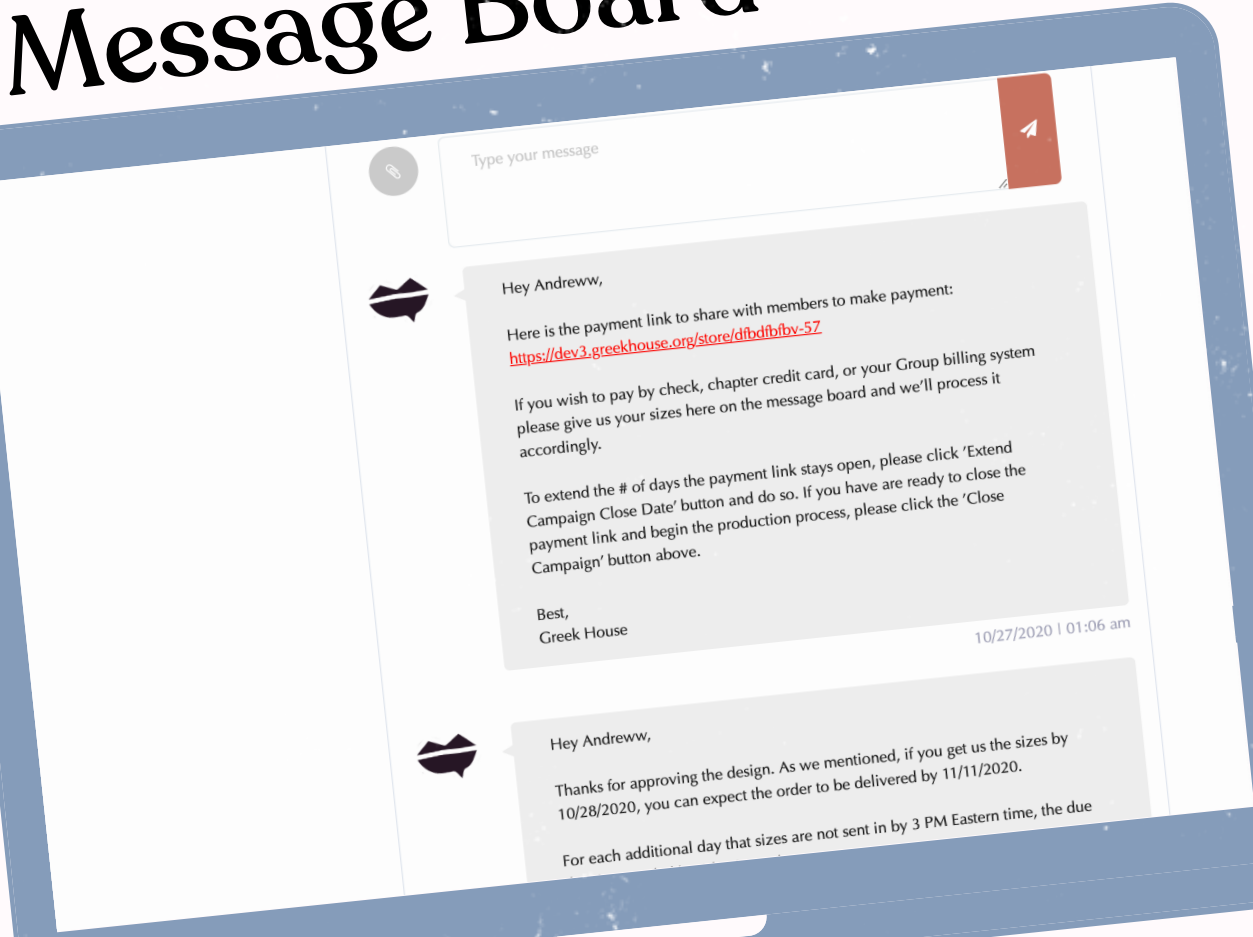 Message Board
Type your message
Hey Andreww,
Here is the payment link to share with members to make payment:
https://dev3.greekhouse.org/store/dfbdfbfbv-57
If you wish to pay by check, chapter credit card, or your Group billing system
please give us your sizes here on the message board and we'll process it
accordingly.
To extend the # of days the payment link stays open, please click 'Extend
Campaign Close Date' button and do so. If you have are ready to close the
payment link and begin the production process, please click the 'Close
Campaign' button above.
Best,
Greek House
10/27/2020 | 01:06 am
Hey Andreww,
Thanks for approving the design. As we mentioned, if you get us the sizes by
10/28/2020, you can expect the order to be delivered by 11/11/2020.
For each additional day that sizes are not sent in by 3 PM Eastern time, the due